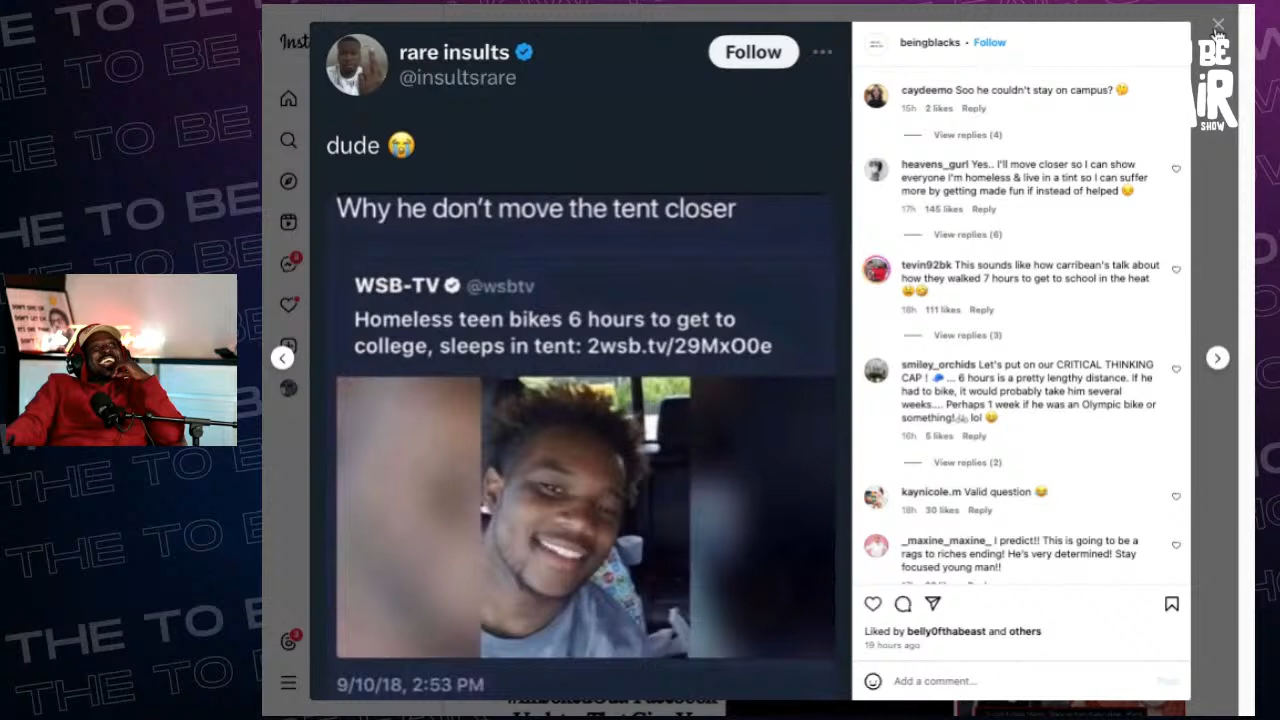 rare insults
@insultsrare
Follow
dude 😭
Why he don't move the tent closer
WSB-TV @wsbtv
Homeless teen bikes 6 hours to get to
college, sleeps in tent: 2wsb.tv/29MxO0e
9/10/18, 2:53 PM
beingblacks • Follow
caydeemo Soo he couldn't stay on campus? 🤔
15h 2 likes Reply
View replies (4)
heavens_gurl Yes.. I'll move closer so I can show
everyone I'm homeless & live in a tint so I can suffer
more by getting made fun if instead of helped 😔
17h 145 likes Reply
View replies (6)
tevin92bk This sounds like how carribean's talk about
how they walked 7 hours to get to school in the heat
😩🤣
18h 111 likes Reply
View replies (3)
smiley_orchids Let's put on our CRITICAL THINKING
CAP ! 🧢 ... 6 hours is a pretty lengthy distance. If he
had to bike, it would probably take him several
weeks.... Perhaps 1 week if he was an Olympic bike or
something! lol 😄
16h 5 likes Reply
View replies (2)
kaynicole.m Valid question 😂
18h 30 likes Reply
_maxine_maxine_ I predict!! This is going to be a
rags to riches ending! He's very determined! Stay
focused young man!!
Liked by belly0fthabeast and others
19 hours ago
Add a comment...
Post
THE TO BE
SHOW